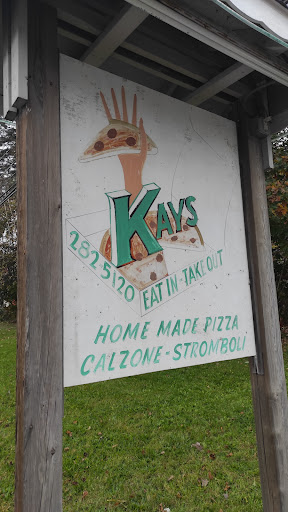 KAYS
282 5120
EAT IN - TAKE OUT
HOME MADE PIZZA
CALZONE - STROMBOLI